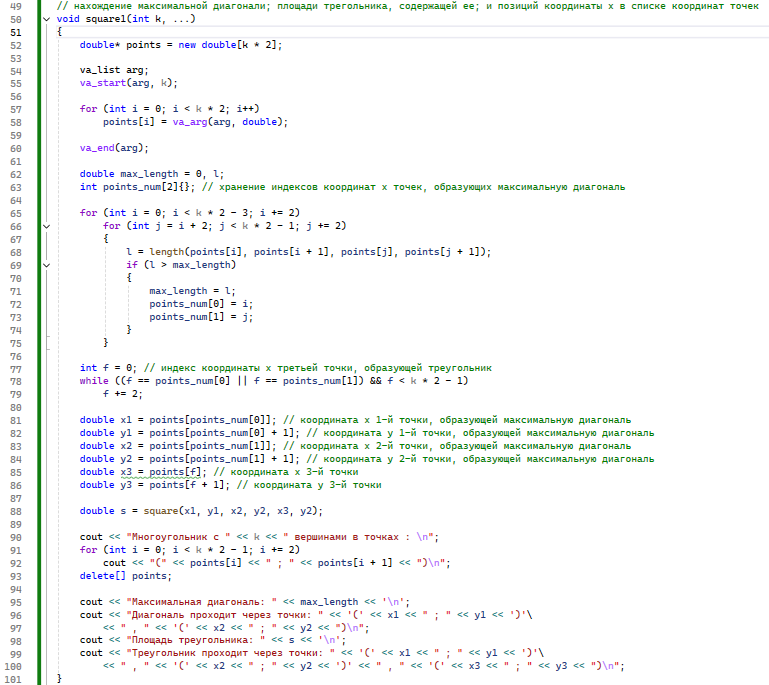 49 // нахождение максимальной диагонали; площади трегольника, содержащей ее; и позиций координаты x в списке координат точек
50 void square1(int k, ...)
51 {
52 double* points = new double[k * 2];
53
54 va_list arg;
55 va_start(arg, k);
56
57 for (int i = 0; i < k * 2; i++)
58 points[i] = va_arg(arg, double);
59
60 va_end(arg);
61
62 double max_length = 0, l;
63 int points_num[2]{}; // хранение индексов координат x точек, образующих максимальную диагональ
64
65 for (int i = 0; i < k * 2 - 3; i += 2)
66 for (int j = i + 2; j < k * 2 - 1; j += 2)
67 {
68 l = length(points[i], points[i + 1], points[j], points[j + 1]);
69 if (l > max_length)
70 {
71 max_length = l;
72 points_num[0] = i;
73 points_num[1] = j;
74 }
75 }
76
77 int f = 0; // индекс координаты x третьей точки, образующей треугольник
78 while ((f == points_num[0] || f == points_num[1]) && f < k * 2 - 1)
79 f += 2;
80
81 double x1 = points[points_num[0]]; // координата x 1-й точки, образующей максимальную диагональ
82 double y1 = points[points_num[0] + 1]; // координата y 1-й точки, образующей максимальную диагональ
83 double x2 = points[points_num[1]]; // координата x 2-й точки, образующей максимальную диагональ
84 double y2 = points[points_num[1] + 1]; // координата y 2-й точки, образующей максимальную диагональ
85 double x3 = points[f]; // координата x 3-й точки
86 double y3 = points[f + 1]; // координата y 3-й точки
87
88 double s = square(x1, y1, x2, y2, x3, y2);
89
90 cout << "Многоугольник с " << k << " вершинами в точках : \n";
91 for (int i = 0; i < k * 2 - 1; i += 2)
92 cout << "(" << points[i] << " ; " << points[i + 1] << ")\n";
93 delete[] points;
94
95 cout << "Максимальная диагональ: " << max_length << '\n';
96 cout << "Диагональ проходит через точки: " << '(' << x1 << " ; " << y1 << ')'\
97 << " , " << '(' << x2 << " ; " << y2 << ")\n";
98 cout << "Площадь треугольника: " << s << '\n';
99 cout << "Треугольник проходит через точки: " << '(' << x1 << " ; " << y1 << ')'\
100 << " , " << '(' << x2 << " ; " << y2 << ')' << " , " << '(' << x3 << " ; " << y3 << ")\n";
101 }